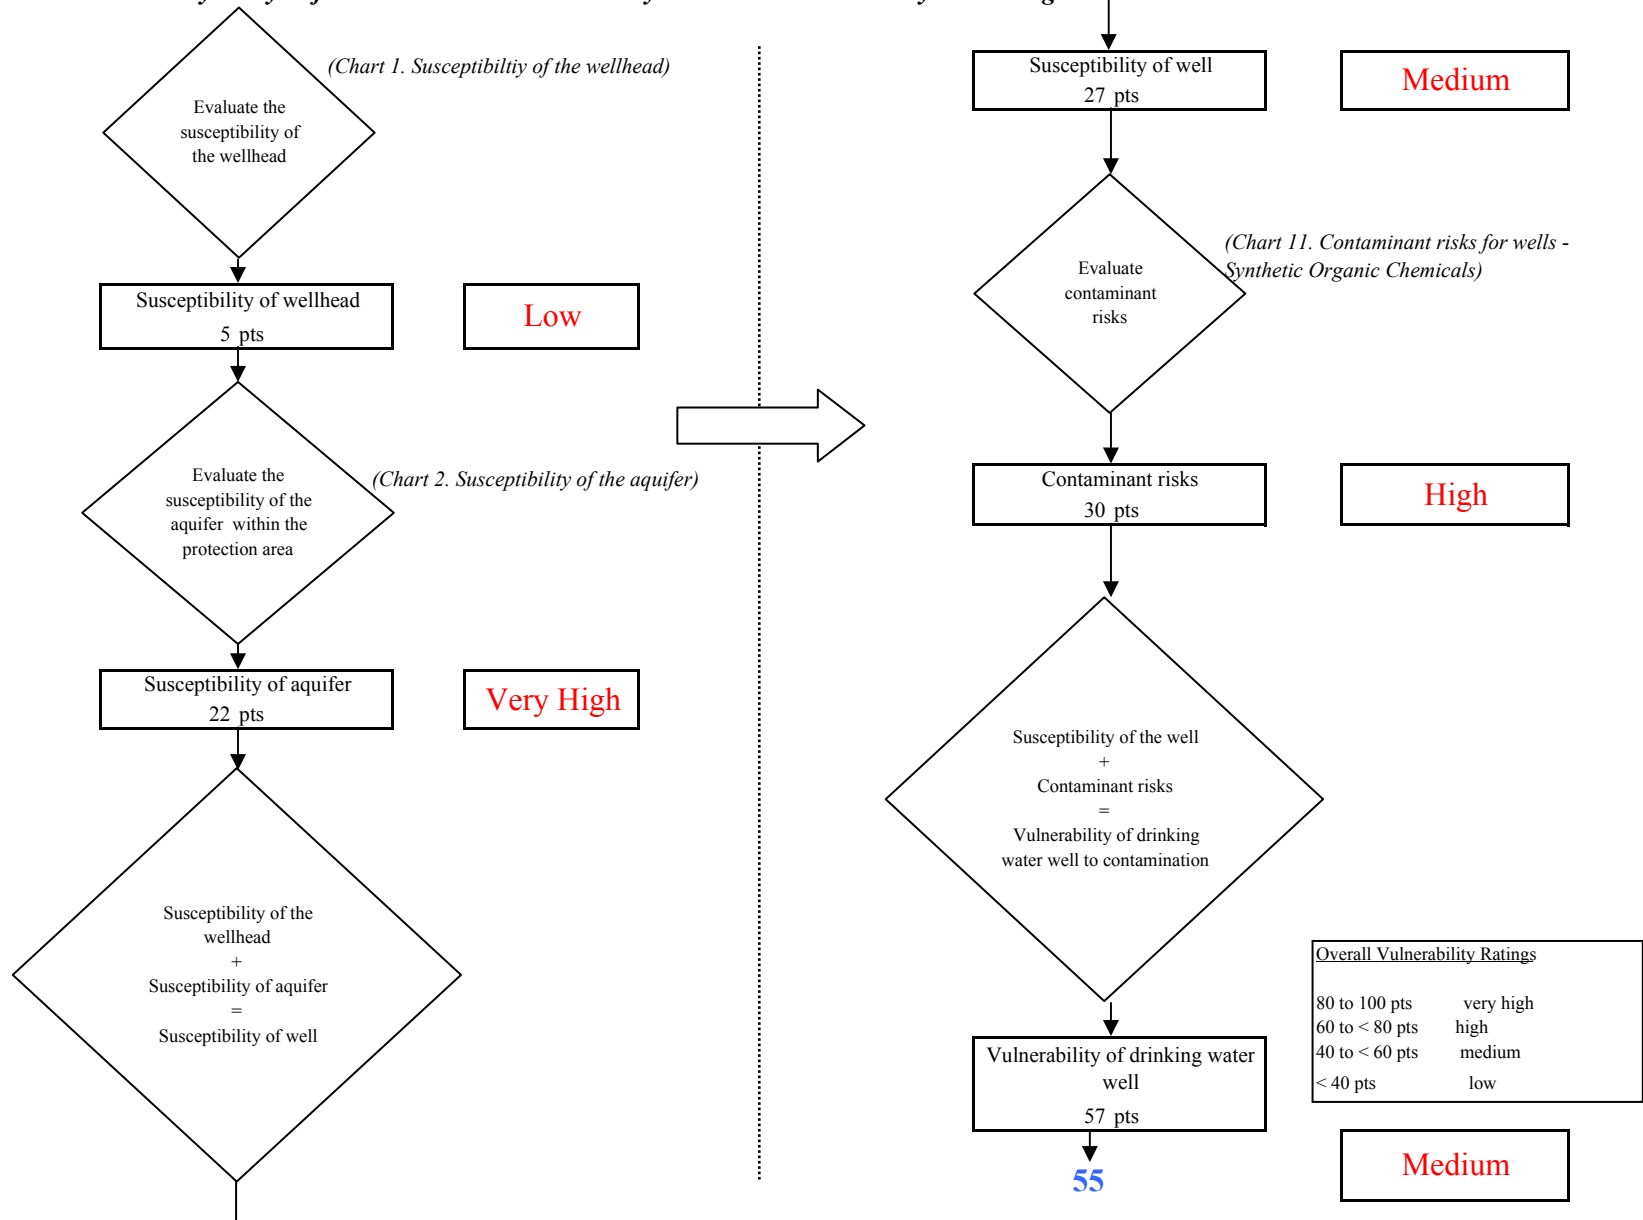 (Chart 1. Susceptibiltiy of the wellhead)
Evaluate the
susceptibility of
the wellhead
Susceptibility of wellhead
5 pts
Low
Evaluate the
susceptibility of the
aquifer within the
protection area
(Chart 2. Susceptibility of the aquifer)
Susceptibility of aquifer
22 pts
Very High
Susceptibility of the
wellhead
+
Susceptibility of aquifer
=
Susceptibility of well
Susceptibility of well
27 pts
Medium
Evaluate
contaminant
risks
(Chart 11. Contaminant risks for wells -
Synthetic Organic Chemicals)
Contaminant risks
30 pts
High
Susceptibility of the well
+
Contaminant risks
=
Vulnerability of drinking
water well to contamination
Overall Vulnerability Ratings
80 to 100 pts very high
60 to < 80 pts high
40 to < 60 pts medium
< 40 pts low
Vulnerability of drinking water
well
57 pts
55
Medium